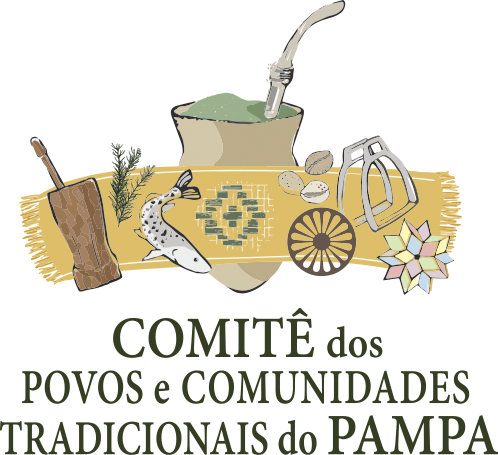 COMITÊ dos
POVOS e COMUNIDADES
TRADICIONAIS do PAMPA